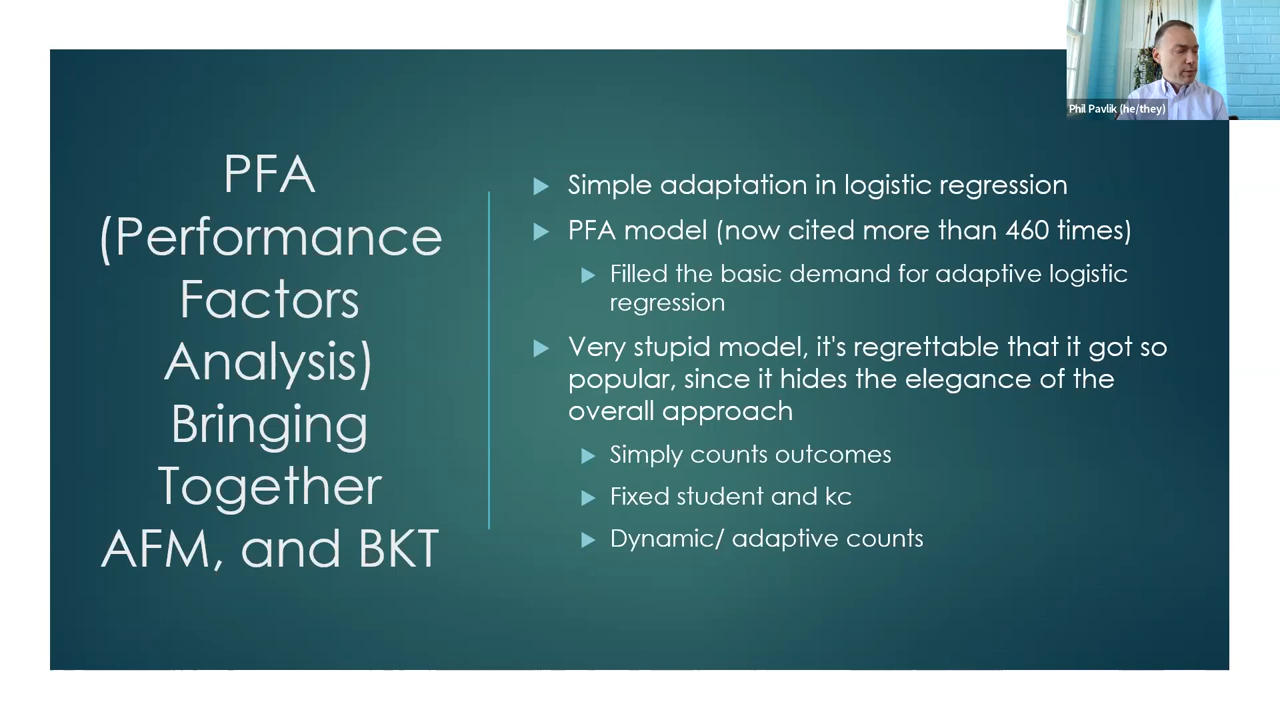 PFA
(Performance
Factors
Analysis)
Bringing
Together
AFM, and BKT
Simple adaptation in logistic regression
PFA model (now cited more than 460 times)
Filled the basic demand for adaptive logistic
regression
Very stupid model, it's regrettable that it got so
popular, since it hides the elegance of the
overall approach
Simply counts outcomes
Fixed student and kc
Dynamic/ adaptive counts
Phil Pavlik (he/they)